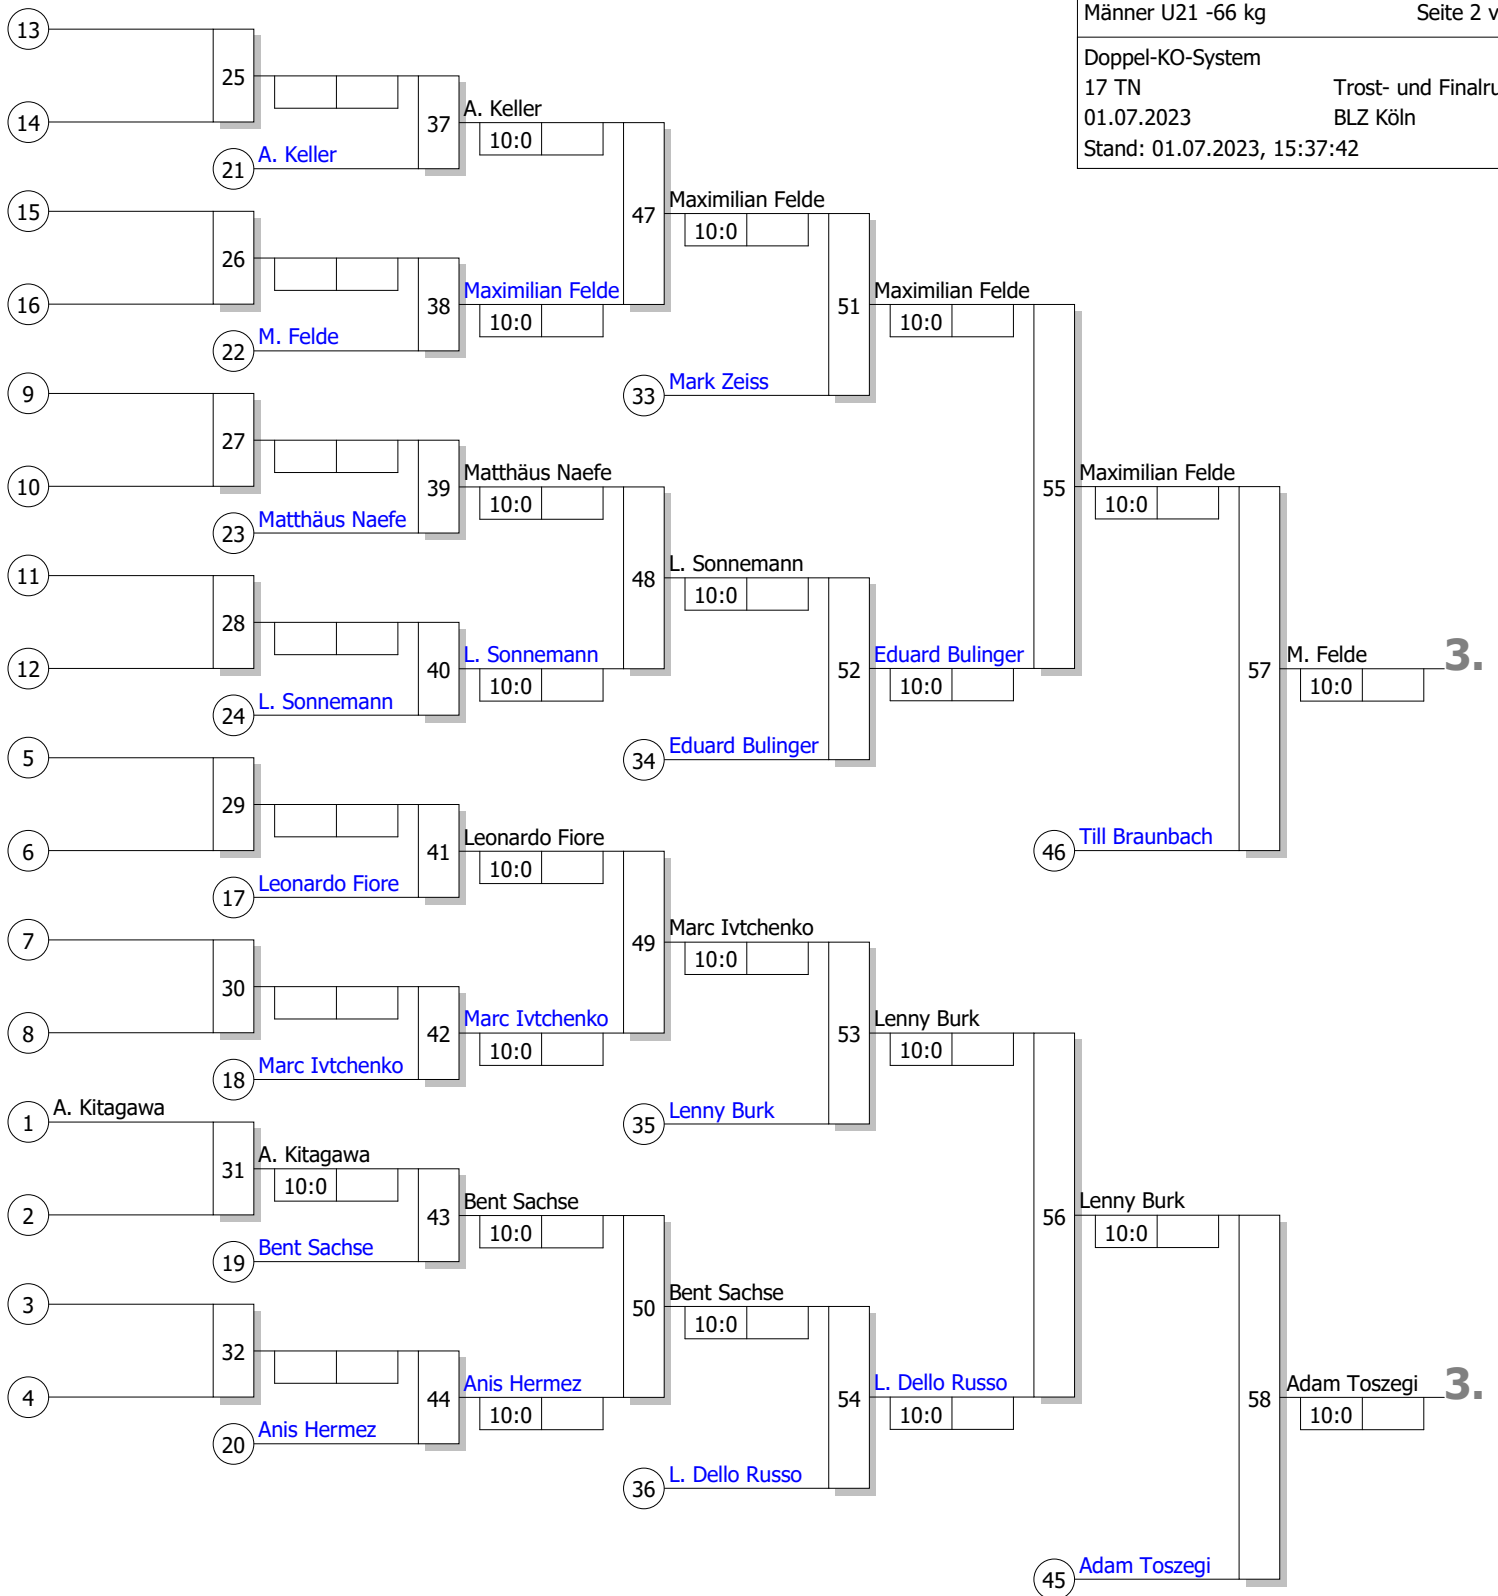 Männer U21 -66 kg Seite 2 v
Doppel-KO-System
17 TN Trost- und Finalru
01.07.2023 BLZ Köln
Stand: 01.07.2023, 15:37:42
13
25
14
37
A. Keller
10:0
21
A. Keller
15
26
16
38
Maximilian Felde
10:0
22
M. Felde
47
Maximilian Felde
10:0
51
Maximilian Felde
10:0
33
Mark Zeiss
9
27
10
39
Matthäus Naefe
10:0
23
Matthäus Naefe
11
28
12
40
L. Sonnemann
10:0
24
L. Sonnemann
48
L. Sonnemann
10:0
52
Eduard Bulinger
10:0
34
Eduard Bulinger
55
Maximilian Felde
10:0
57
M. Felde
10:0
3.
46
Till Braunbach
5
29
6
41
Leonardo Fiore
10:0
17
Leonardo Fiore
7
30
8
42
Marc Ivtchenko
10:0
18
Marc Ivtchenko
49
Marc Ivtchenko
10:0
53
Lenny Burk
10:0
35
Lenny Burk
1
A. Kitagawa
31
A. Kitagawa
10:0
2
43
Bent Sachse
10:0
19
Bent Sachse
3
32
4
44
Anis Hermez
10:0
20
Anis Hermez
50
Bent Sachse
10:0
54
L. Dello Russo
10:0
36
L. Dello Russo
56
Lenny Burk
10:0
58
Adam Toszegi
10:0
3.
45
Adam Toszegi